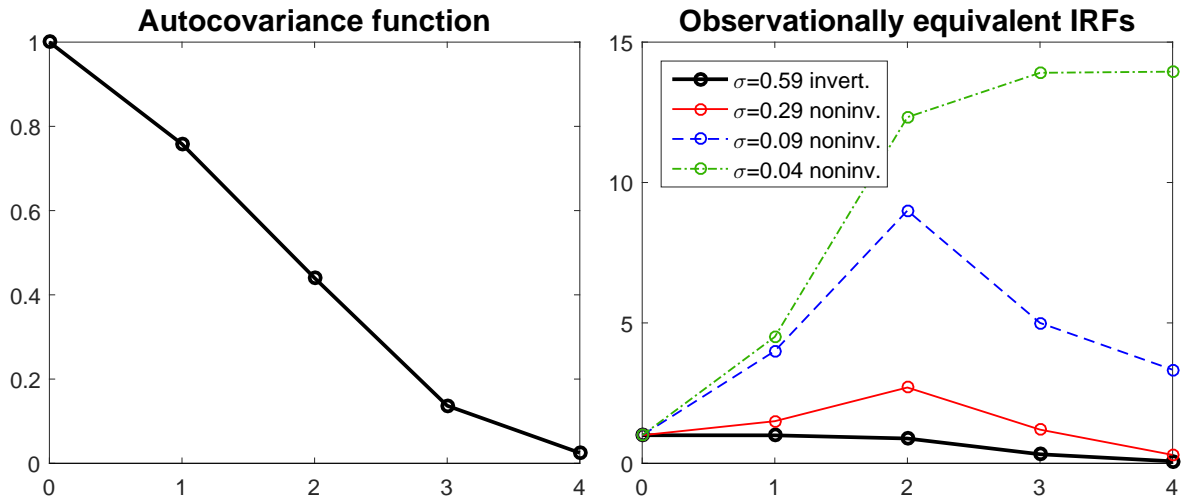 Autocovariance function
1
0.8
0.6
0.4
0.2
0
0 1 2 3 4
Observationally equivalent IRFs
15
10
5
0
σ=0.59 invert.
σ=0.29 noninv.
σ=0.09 noninv.
σ=0.04 noninv.
0 1 2 3 4